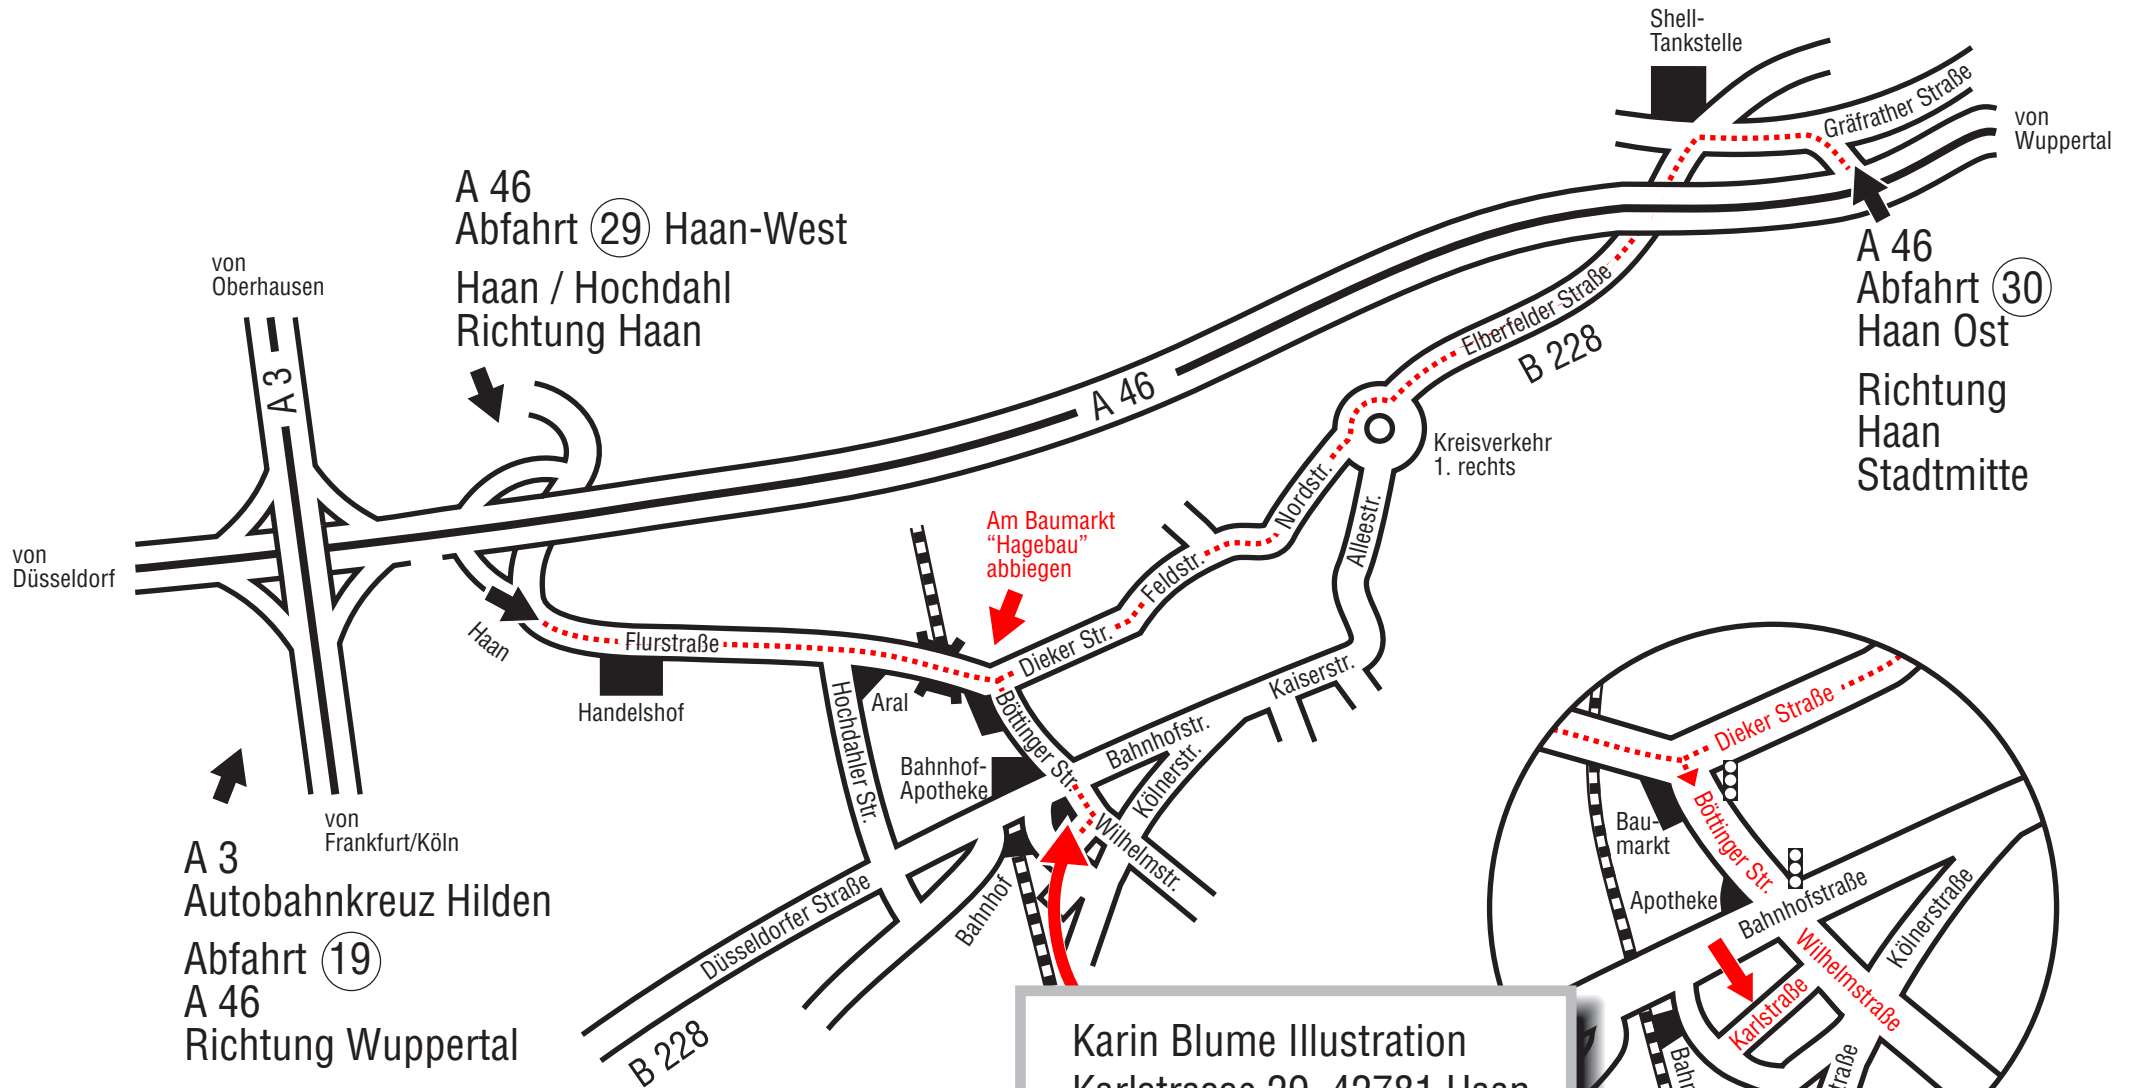 Shell-
Tankstelle
Gräfrather Straße
von
Wuppertal
A 46
Abfahrt 29 Haan-West
Haan / Hochdahl
Richtung Haan
von
Oberhausen
A 3
A 46
Abfahrt 30
Haan Ost
Richtung
Haan
Stadtmitte
Elberfelder Straße
B 228
A 46
Kreisverkehr
1. rechts
Nordstr.
Alleestr.
von
Düsseldorf
Am Baumarkt
“Hagebau”
abbiegen
Feldstr.
Dieker Str.
Haan
Flurstraße
Handelshof
Hochdahler Str.
Aral
Böttinger Str.
Kaiserstr.
Bahnhofstr.
Kölnerstr.
Bahnhof-
Apotheke
Wilhelmstr.
von
Frankfurt/Köln
A 3
Autobahnkreuz Hilden
Abfahrt 19
A 46
Richtung Wuppertal
Düsseldorfer Straße
B 228
Bahnhof
Dieker Straße
Bau-
markt
Böttinger Str.
Apotheke
Bahnhofstraße
Kölnerstraße
Wilhelmstraße
Karlstraße
Karin Blume Illustration
Karlstrasse 20, 42781 Haan